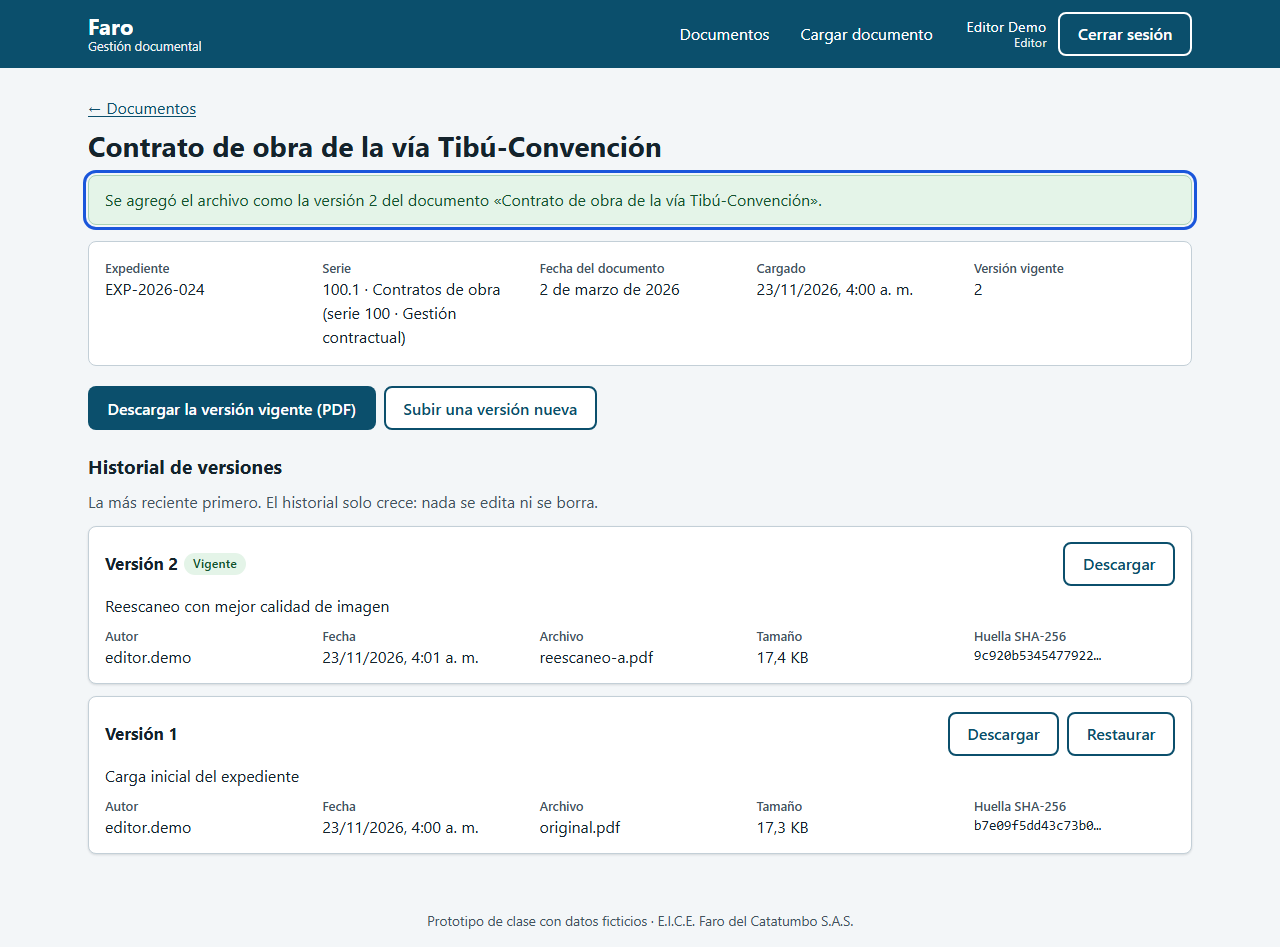 Faro
Gestión documental
Documentos
Cargar documento
Editor Demo
Editor
Cerrar sesión
← Documentos
Contrato de obra de la vía Tibú-Convención
Se agregó el archivo como la versión 2 del documento «Contrato de obra de la vía Tibú-Convención».
Expediente
EXP-2026-024
Serie
100.1 · Contratos de obra
(serie 100 · Gestión
contractual)
Fecha del documento
2 de marzo de 2026
Cargado
23/11/2026, 4:00 a. m.
Versión vigente
2
Descargar la versión vigente (PDF)
Subir una versión nueva
Historial de versiones
La más reciente primero. El historial solo crece: nada se edita ni se borra.
Versión 2
Vigente
Descargar
Reescaneo con mejor calidad de imagen
Autor
editor.demo
Fecha
23/11/2026, 4:01 a. m.
Archivo
reescaneo-a.pdf
Tamaño
17,4 KB
Huella SHA-256
9c920b5345477922…
Versión 1
Descargar
Restaurar
Carga inicial del expediente
Autor
editor.demo
Fecha
23/11/2026, 4:00 a. m.
Archivo
original.pdf
Tamaño
17,3 KB
Huella SHA-256
b7e09f5dd43c73b0…
Prototipo de clase con datos ficticios · E.I.C.E. Faro del Catatumbo S.A.S.